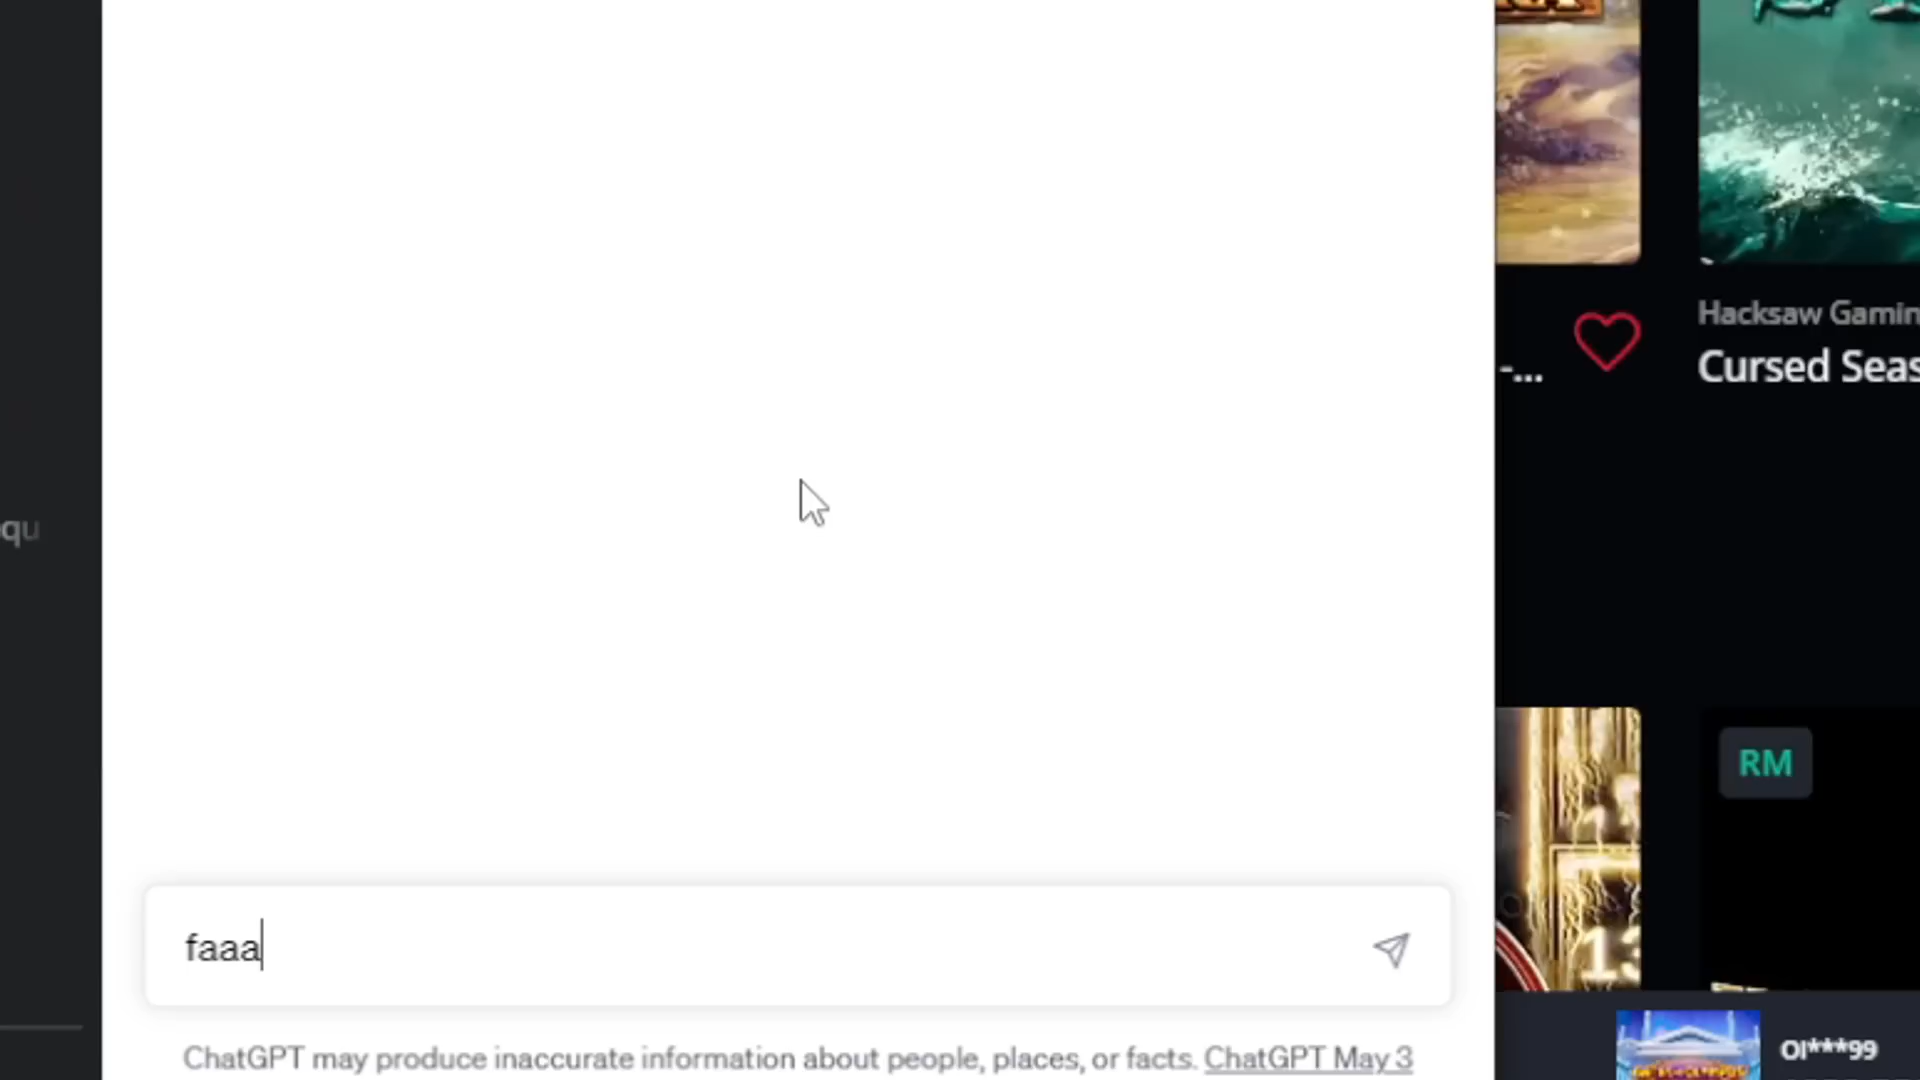 qu
Hacksaw Gamin
-...
Cursed Seas
RM
13
faaa
ChatGPT may produce inaccurate information about people, places, or facts. ChatGPT May 3
Ol***99